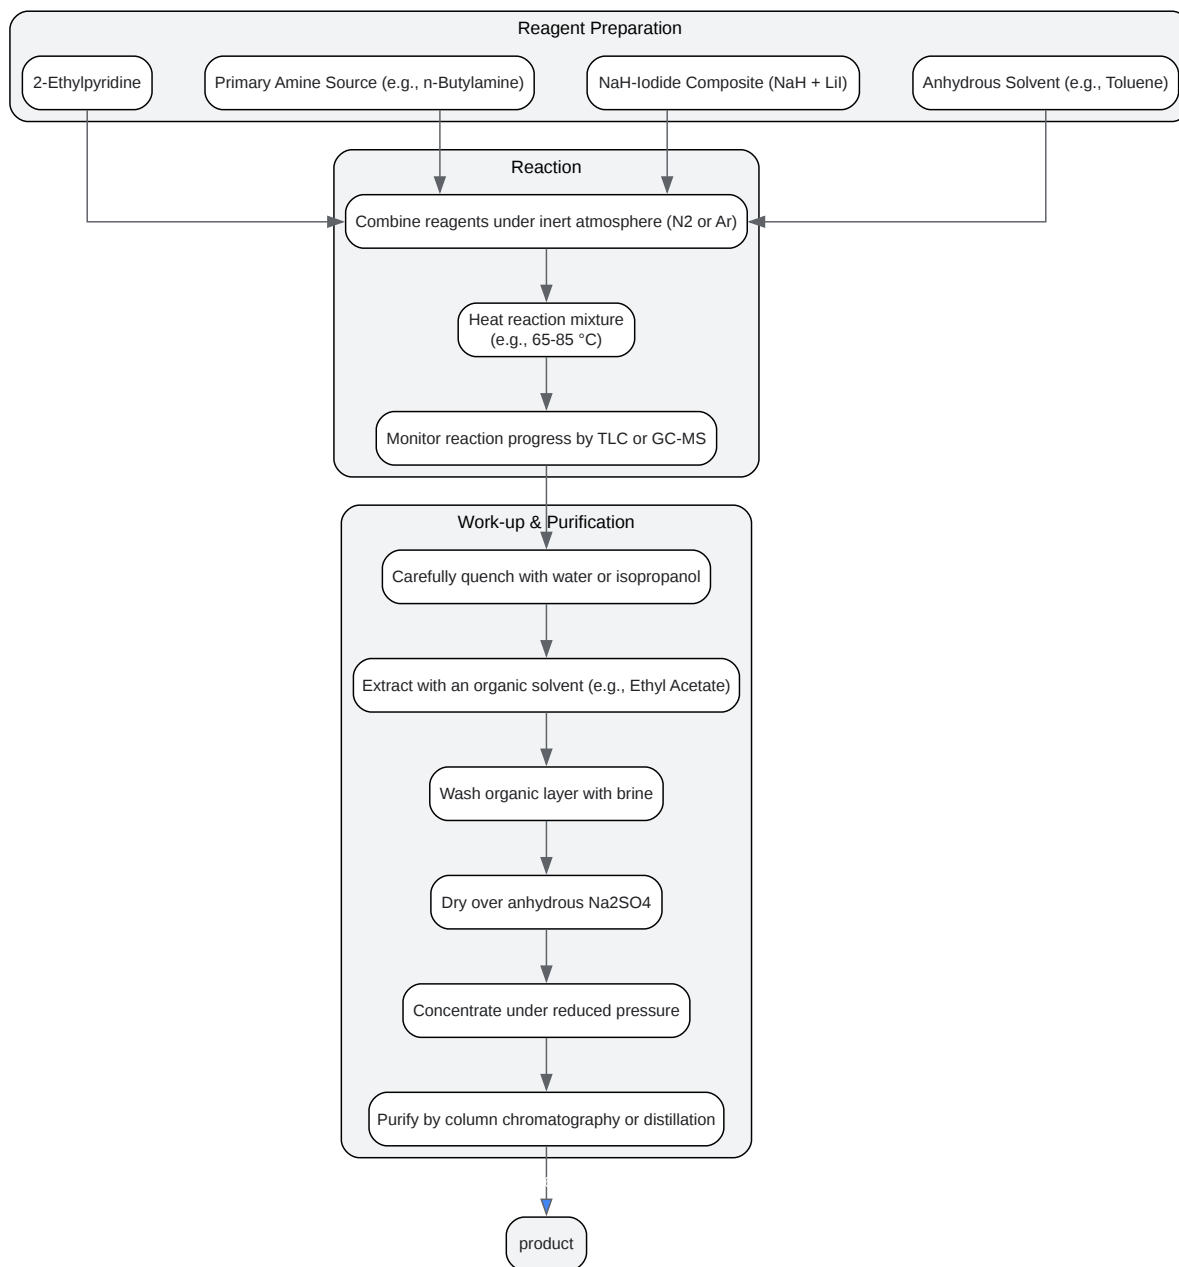 Reagent Preparation
2-Ethylpyridine
Primary Amine Source (e.g., n-Butylamine)
NaH-Iodide Composite (NaH + LiI)
Anhydrous Solvent (e.g., Toluene)
Reaction
Combine reagents under inert atmosphere (N2 or Ar)
Heat reaction mixture
(e.g., 65-85 °C)
Monitor reaction progress by TLC or GC-MS
Work-up & Purification
Carefully quench with water or isopropanol
Extract with an organic solvent (e.g., Ethyl Acetate)
Wash organic layer with brine
Dry over anhydrous Na2SO4
Concentrate under reduced pressure
Purify by column chromatography or distillation
product